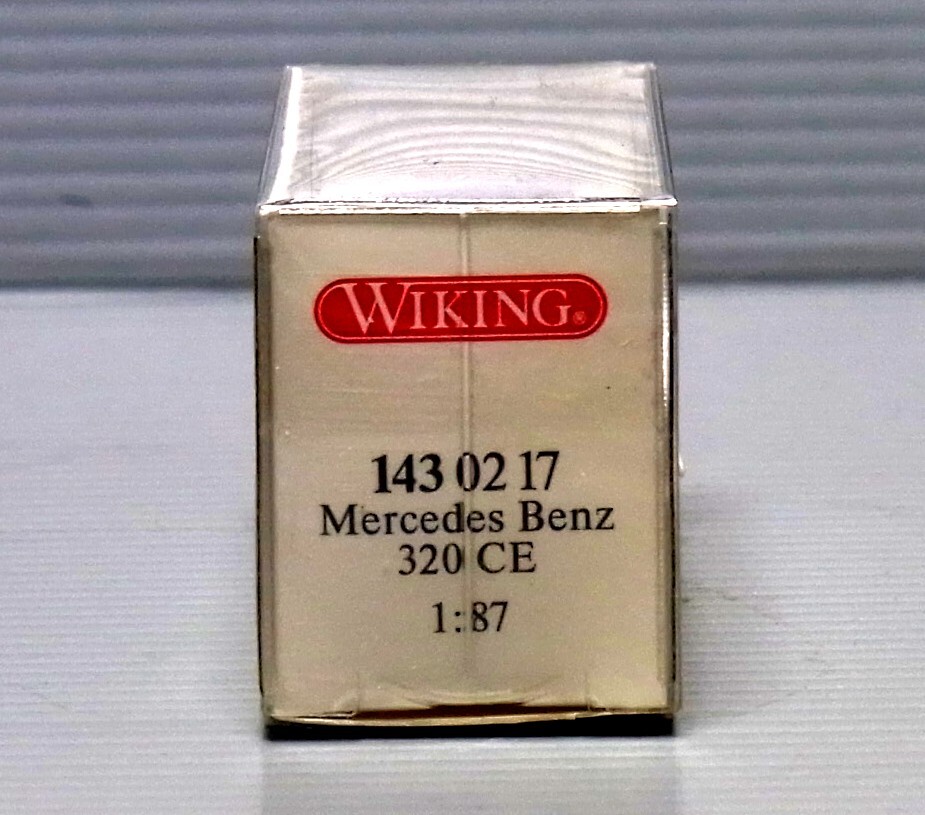 WIKING®
143 02 17
Mercedes Benz
320 CE
1:87